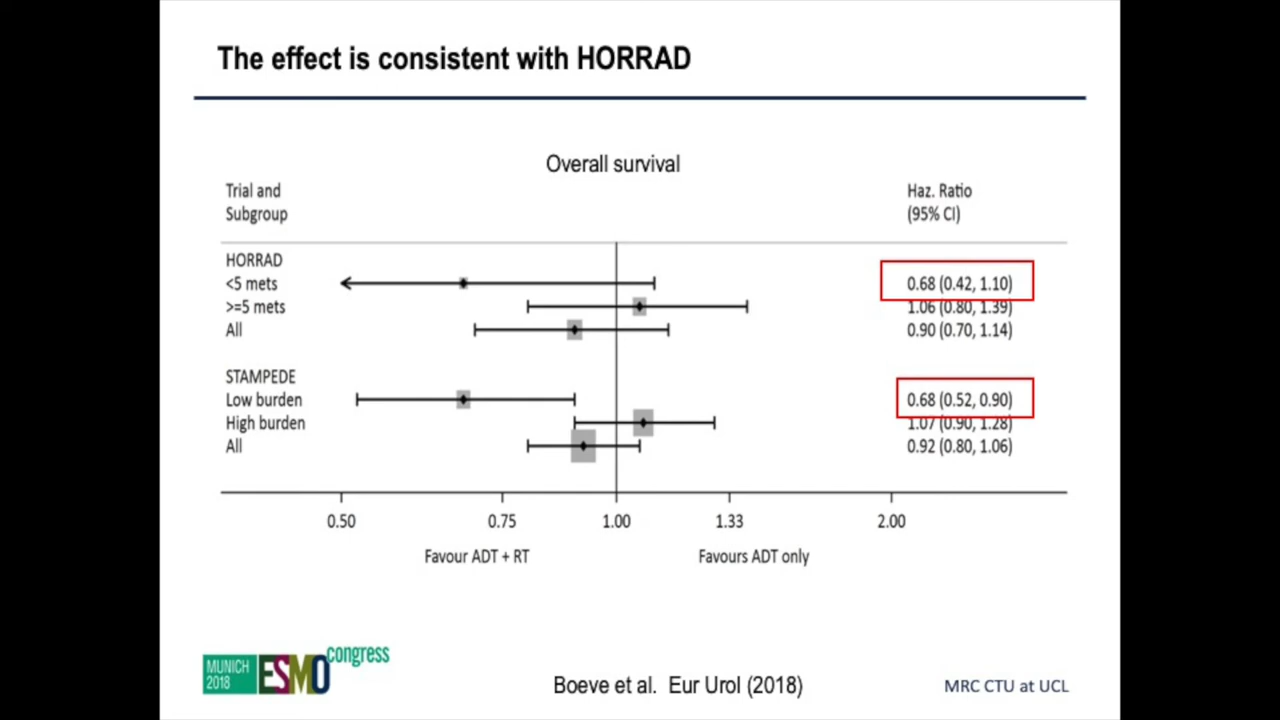 The effect is consistent with HORRAD
Overall survival
Trial and Haz. Ratio
Subgroup (95% CI)
HORRAD
<5 mets 0.68 (0.42, 1.10)
>=5 mets 1.06 (0.80, 1.39)
All 0.90 (0.70, 1.14)
STAMPEDE
Low burden 0.68 (0.52, 0.90)
High burden 1.07 (0.90, 1.28)
All 0.92 (0.80, 1.06)
0.50 0.75 1.00 1.33 2.00
Favour ADT + RT Favours ADT only
MUNICH
2018
ESMO congress
Boeve et al. Eur Urol (2018)
MRC CTU at UCL